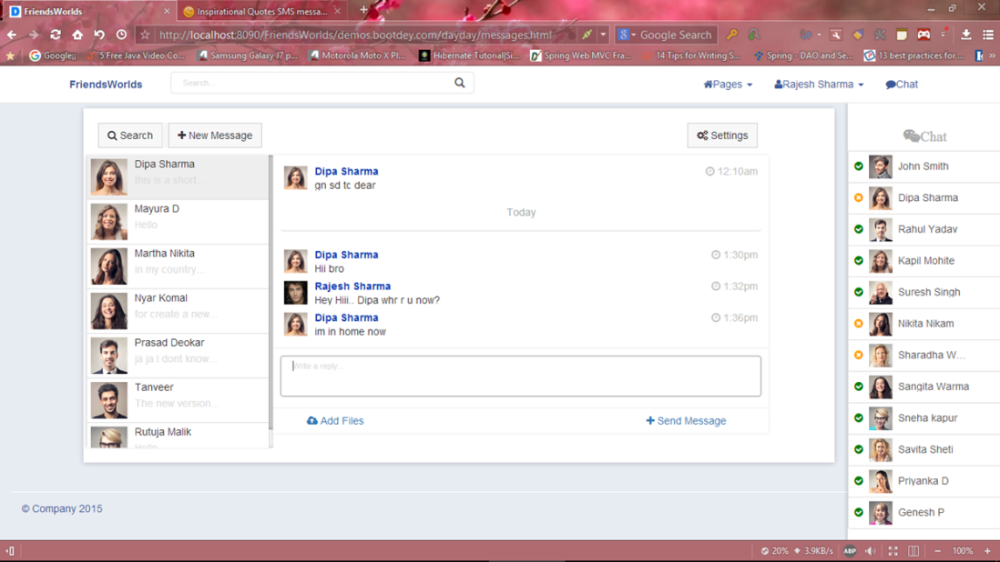 FriendsWorlds
Inspirational Quotes SMS messa...
http://localhost:8090/FriendsWorlds/demos.bootdey.com/dayday/messages.html
Google Search
Google;;
5 Free Java Video Co...
Samsung Galaxy J7 p...
Motorola Moto X Pl...
Hibernate Tutorial|Si...
Spring Web MVC Fra...
14 Tips for Writing S...
Spring - DAO and Se...
13 best practices for ...
FriendsWorlds
Search...
Pages
Rajesh Sharma
Chat
Search
New Message
Settings
Dipa Sharma
this is a short...
Mayura D
Hello
Martha Nikita
in my country...
Nyar Komal
for create a new...
Prasad Deokar
ja ja I dont know...
Tanveer
The new version...
Rutuja Malik
Hello
Dipa Sharma 12:10am
gn sd tc dear
Today
Dipa Sharma 1:30pm
Hii bro
Rajesh Sharma 1:32pm
Hey Hiii.. Dipa whr r u now?
Dipa Sharma 1:36pm
im in home now
Write a reply...
Add Files
Send Message
Chat
John Smith
Dipa Sharma
Rahul Yadav
Kapil Mohite
Suresh Singh
Nikita Nikam
Sharadha W...
Sangita Warma
Sneha kapur
Savita Sheti
Priyanka D
Genesh P
© Company 2015
20%
3.9KB/s
ABP
100%